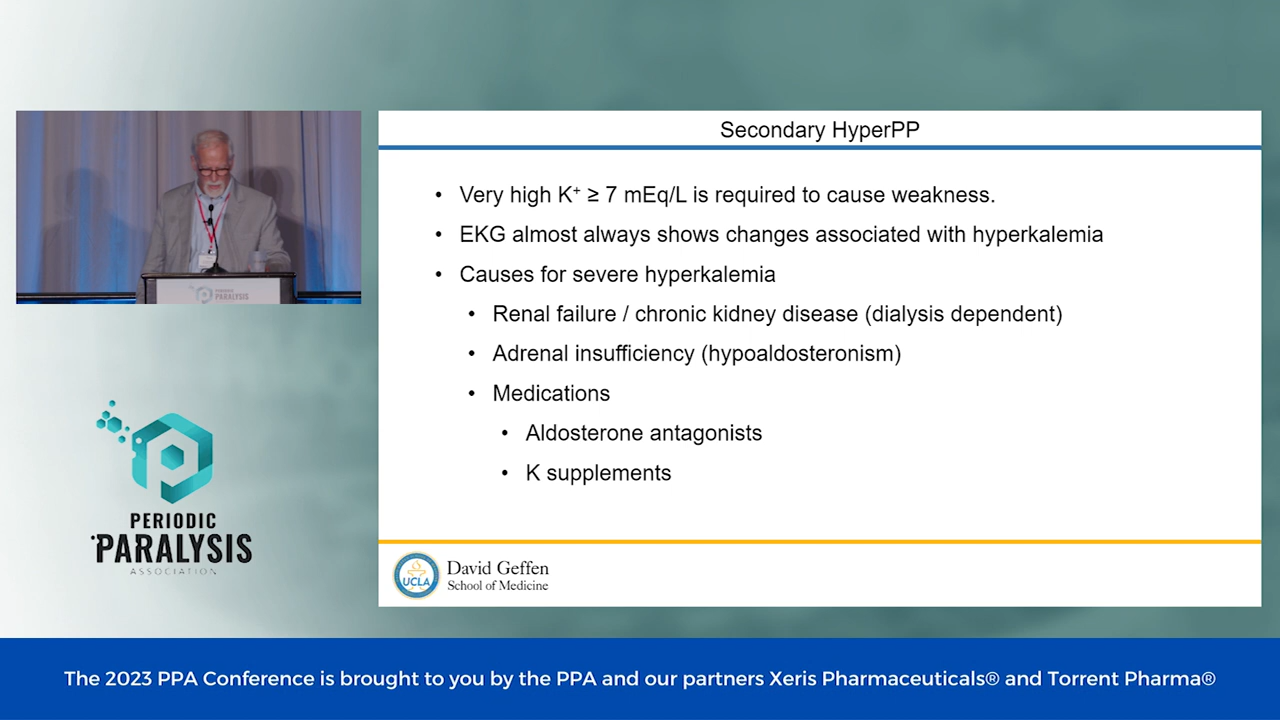 Secondary HyperPP
• Very high K⁺ ≥ 7 mEq/L is required to cause weakness.
• EKG almost always shows changes associated with hyperkalemia
• Causes for severe hyperkalemia
• Renal failure / chronic kidney disease (dialysis dependent)
• Adrenal insufficiency (hypoaldosteronism)
• Medications
• Aldosterone antagonists
• K supplements
PARALYSIS
PERIODIC
PARALYSIS
ASSOCIATION
UCLA
David Geffen
School of Medicine
The 2023 PPA Conference is brought to you by the PPA and our partners Xeris Pharmaceuticals® and Torrent Pharma®